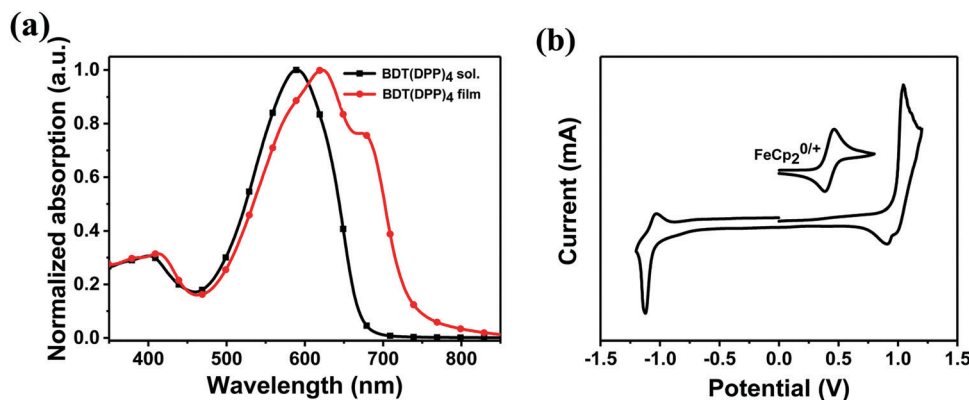 (a)
Normalized absorption (a.u.)
1.0
0.8
0.6
0.4
0.2
0.0
BDT(DPP)4 sol.
BDT(DPP)4 film
400 500 600 700 800
Wavelength (nm)
(b)
Current (mA)
FeCp2 0/+
-1.5 -1.0 -0.5 0.0 0.5 1.0 1.5
Potential (V)